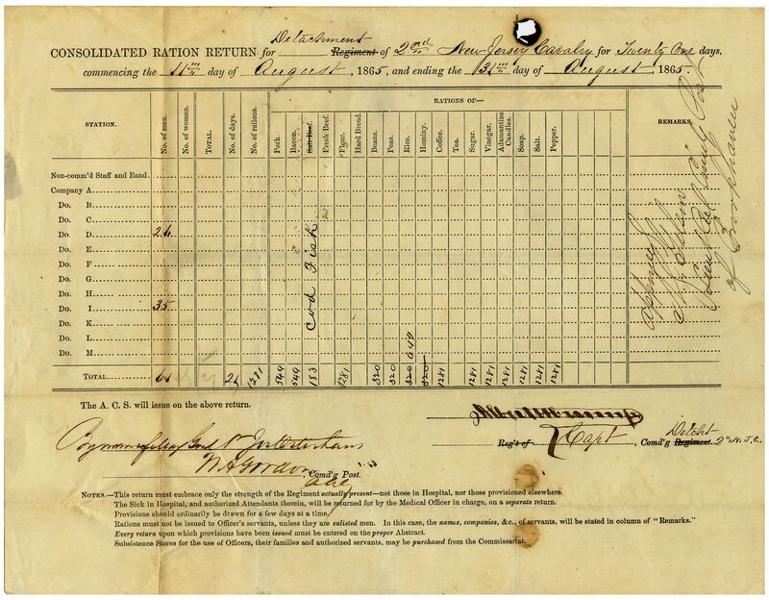 Detachment
CONSOLIDATED RATION RETURN for Regiment of 2nd New Jersey Cavalry for Twenty One days,
commencing the 11th day of August, 1865, and ending the 31st day of August, 1865.
STATION.
No. of men.
No. of women.
TOTAL.
No. of days.
No. of rations.
RATIONS OF—
Pork.
Bacon.
Salt Beef.
Fresh Beef.
Flour.
Hard Bread.
Beans.
Peas.
Rice.
Hominy.
Coffee.
Tea.
Sugar.
Vinegar.
Adamantine Candles.
Soap.
Salt.
Pepper.
REMARKS.
Non-comm'd Staff and Band
Company A
Do. B
Do. C
Do. D 26
Do. E
Do. F
Do. G
Do. H
Do. I 35
Do. K
Do. L
Do. M
Cod Fish
640
TOTAL 61 21 1281 549 549 183 1281 320 320 320 320 1281 1281 1281 1281 1281 1281 1281
Approved
The A. C. S. will issue on the above return.
By
Reg't of Capt, Com'd'g Regiment. Detcht 2" N. J. C.
Gordon
, Comd'g Post.
NOTES.—This return must embrace only the strength of the Regiment actually present—not those in Hospital, nor those provisioned elsewhere.
The Sick in Hospital, and authorized Attendants therein, will be returned for by the Medical Officer in charge, on a separate return.
Provisions should ordinarily be drawn for a few days at a time.
Rations must not be issued to Officer's servants, unless they are enlisted men. In this case, the names, companies, &c., of servants, will be stated in column of "Remarks."
Every return upon which provisions have been issued must be entered on the proper Abstract.
Subsistence Stores for the use of Officers, their families and authorized servants, may be purchased from the Commissariat.